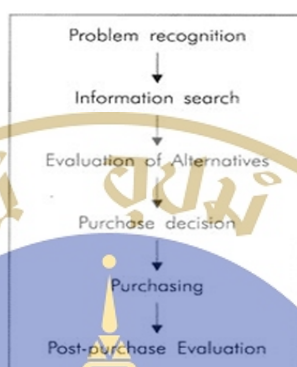 Problem recognition
Information search
Evaluation of Alternatives
Purchase decision
Purchasing
Post-purchase Evaluation